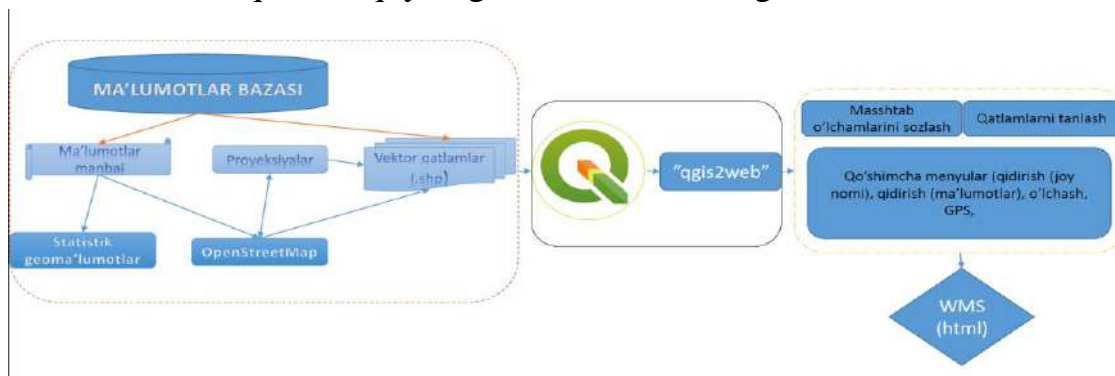 MA'LUMOTLAR BAZASI
Ma'lumotlar
manbai
Proyeksiyalar
Vektor qatlamlar
(.shp)
Statistik
geoma'lumotlar
OpenStreetMap
"qgis2web"
Masshtab
o'lchamlarini sozlash
Qatlamlarni tanlash
Qo'shimcha menyular (qidirish (joy
nomi), qidirish (ma'lumotlar), o'lchash,
GPS,
WMS
(html)